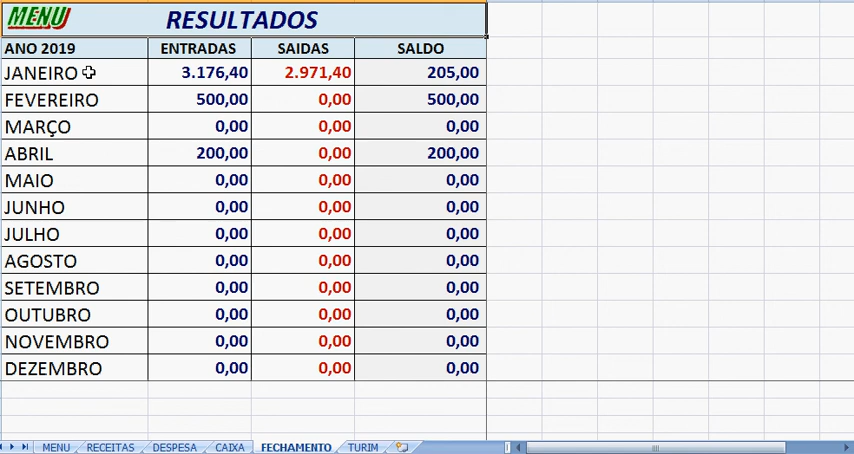 MENU RESULTADOS
ANO 2019 ENTRADAS SAIDAS SALDO
JANEIRO 3.176,40 2.971,40 205,00
FEVEREIRO 500,00 0,00 500,00
MARÇO 0,00 0,00 0,00
ABRIL 200,00 0,00 200,00
MAIO 0,00 0,00 0,00
JUNHO 0,00 0,00 0,00
JULHO 0,00 0,00 0,00
AGOSTO 0,00 0,00 0,00
SETEMBRO 0,00 0,00 0,00
OUTUBRO 0,00 0,00 0,00
NOVEMBRO 0,00 0,00 0,00
DEZEMBRO 0,00 0,00 0,00
MENU RECEITAS DESPESA CAIXA FECHAMENTO TURIM